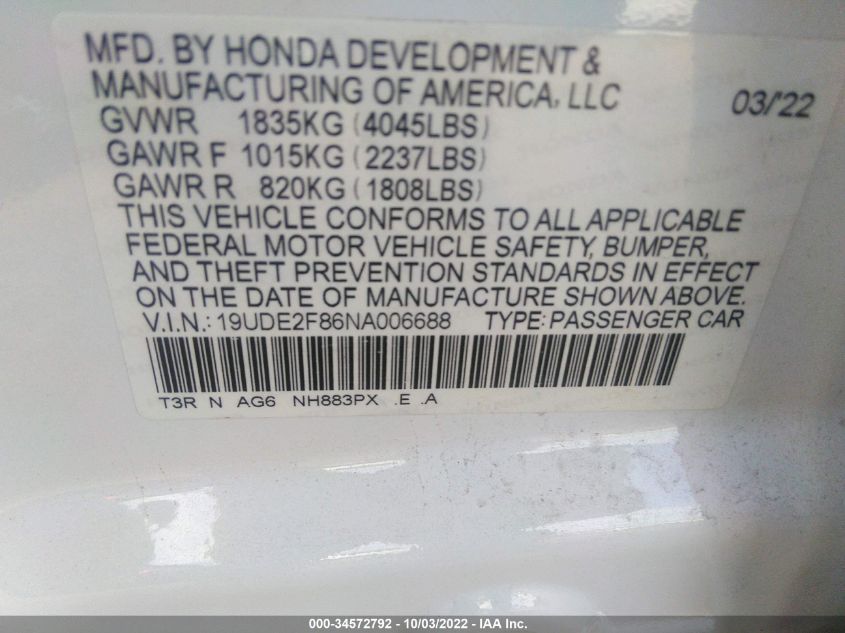 MFD. BY HONDA DEVELOPMENT &
MANUFACTURING OF AMERICA, LLC 03/'22
GVWR 1835KG (4045LBS)
GAWR F 1015KG (2237LBS)
GAWR R 820KG (1808LBS)
THIS VEHICLE CONFORMS TO ALL APPLICABLE
FEDERAL MOTOR VEHICLE SAFETY, BUMPER,
AND THEFT PREVENTION STANDARDS IN EFFECT
ON THE DATE OF MANUFACTURE SHOWN ABOVE.
V.I.N.: 19UDE2F86NA006688 TYPE: PASSENGER CAR
T3R N AG6 NH883PX .E .A
000-34572792 - 10/03/2022 - IAA Inc.